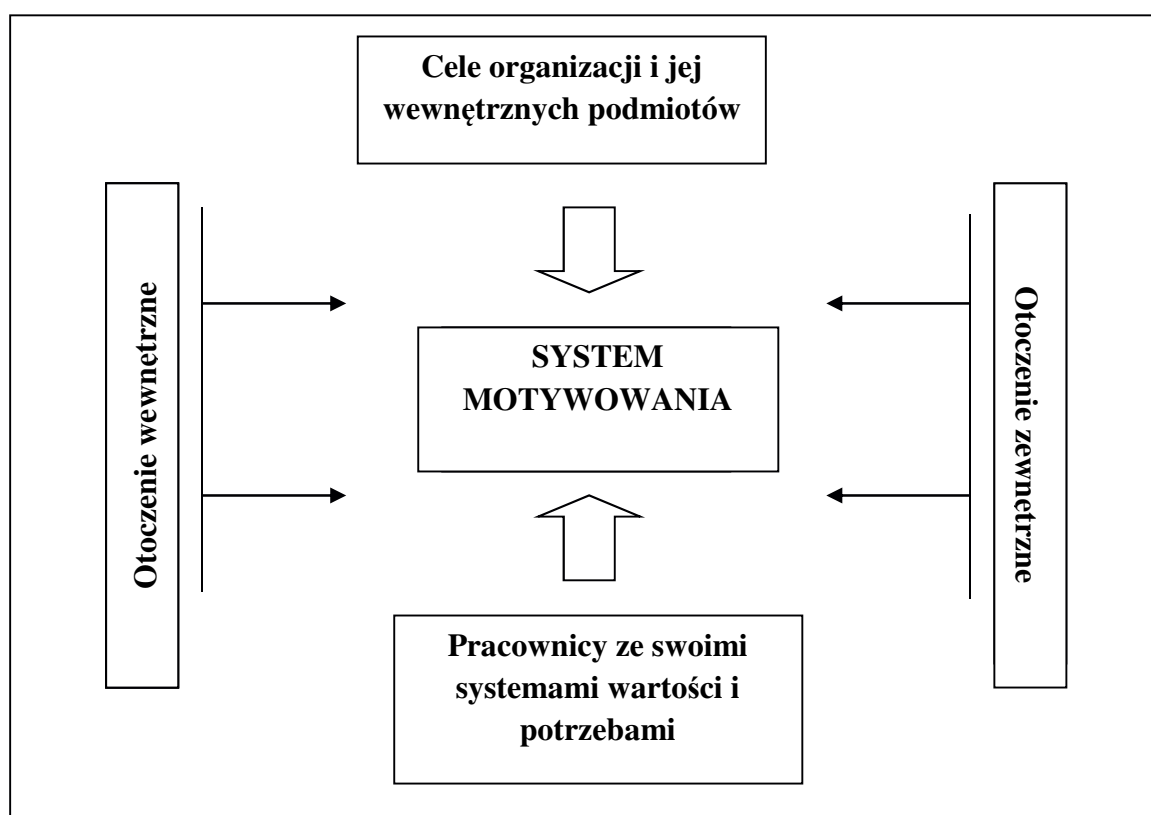 Cele organizacji i jej
wewnętrznych podmiotów
Otoczenie wewnętrzne
SYSTEM
MOTYWOWANIA
Otoczenie zewnętrzne
Pracownicy ze swoimi
systemami wartości i
potrzebami